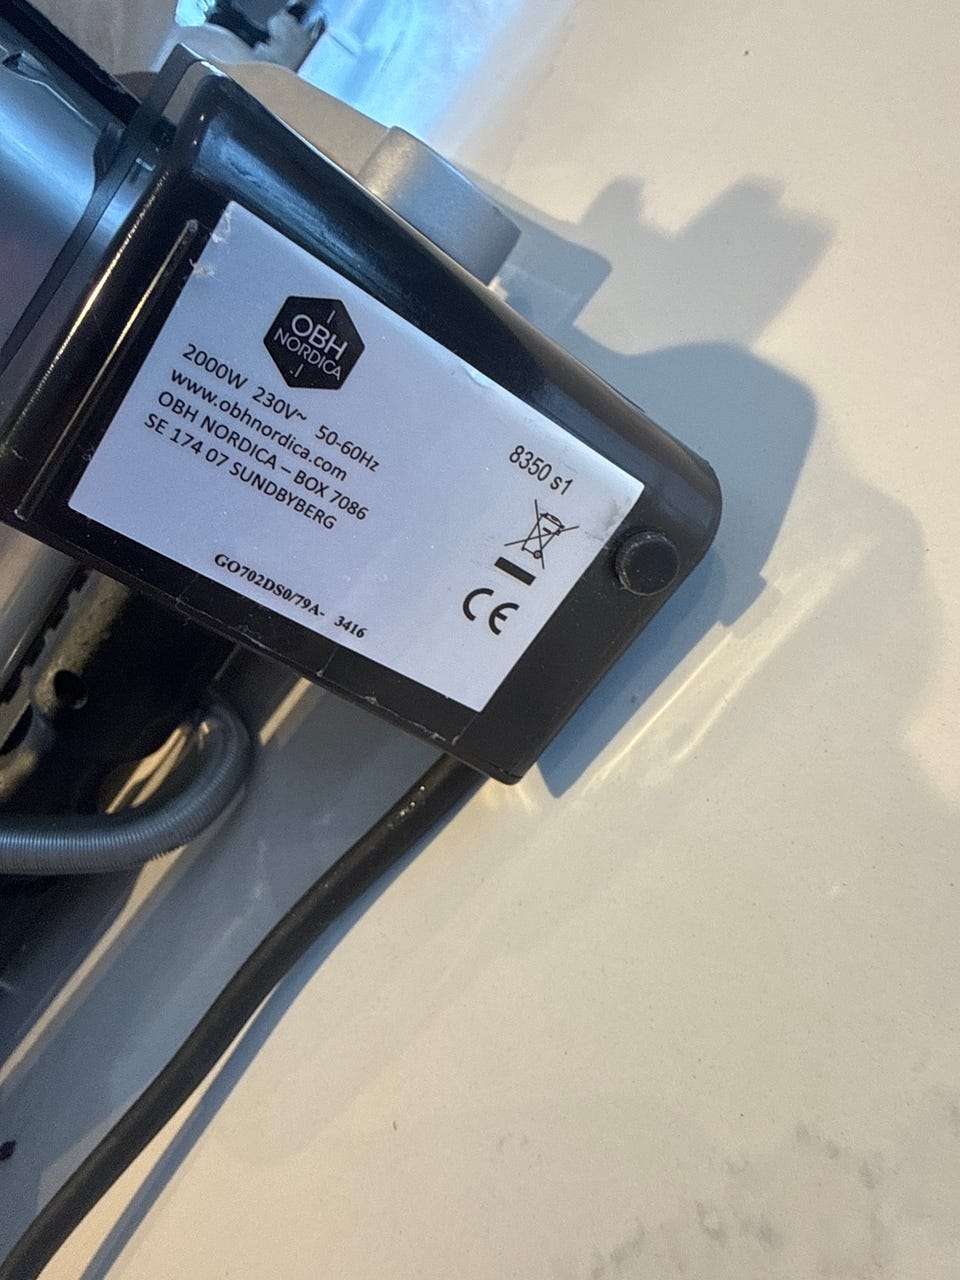 OBH
NORDICA
2000W 230V~ 50-60Hz
www.obhnordica.com
OBH NORDICA – BOX 7086
SE 174 07 SUNDBYBERG
8350 s1
CE
GO702DS0/79A- 3416